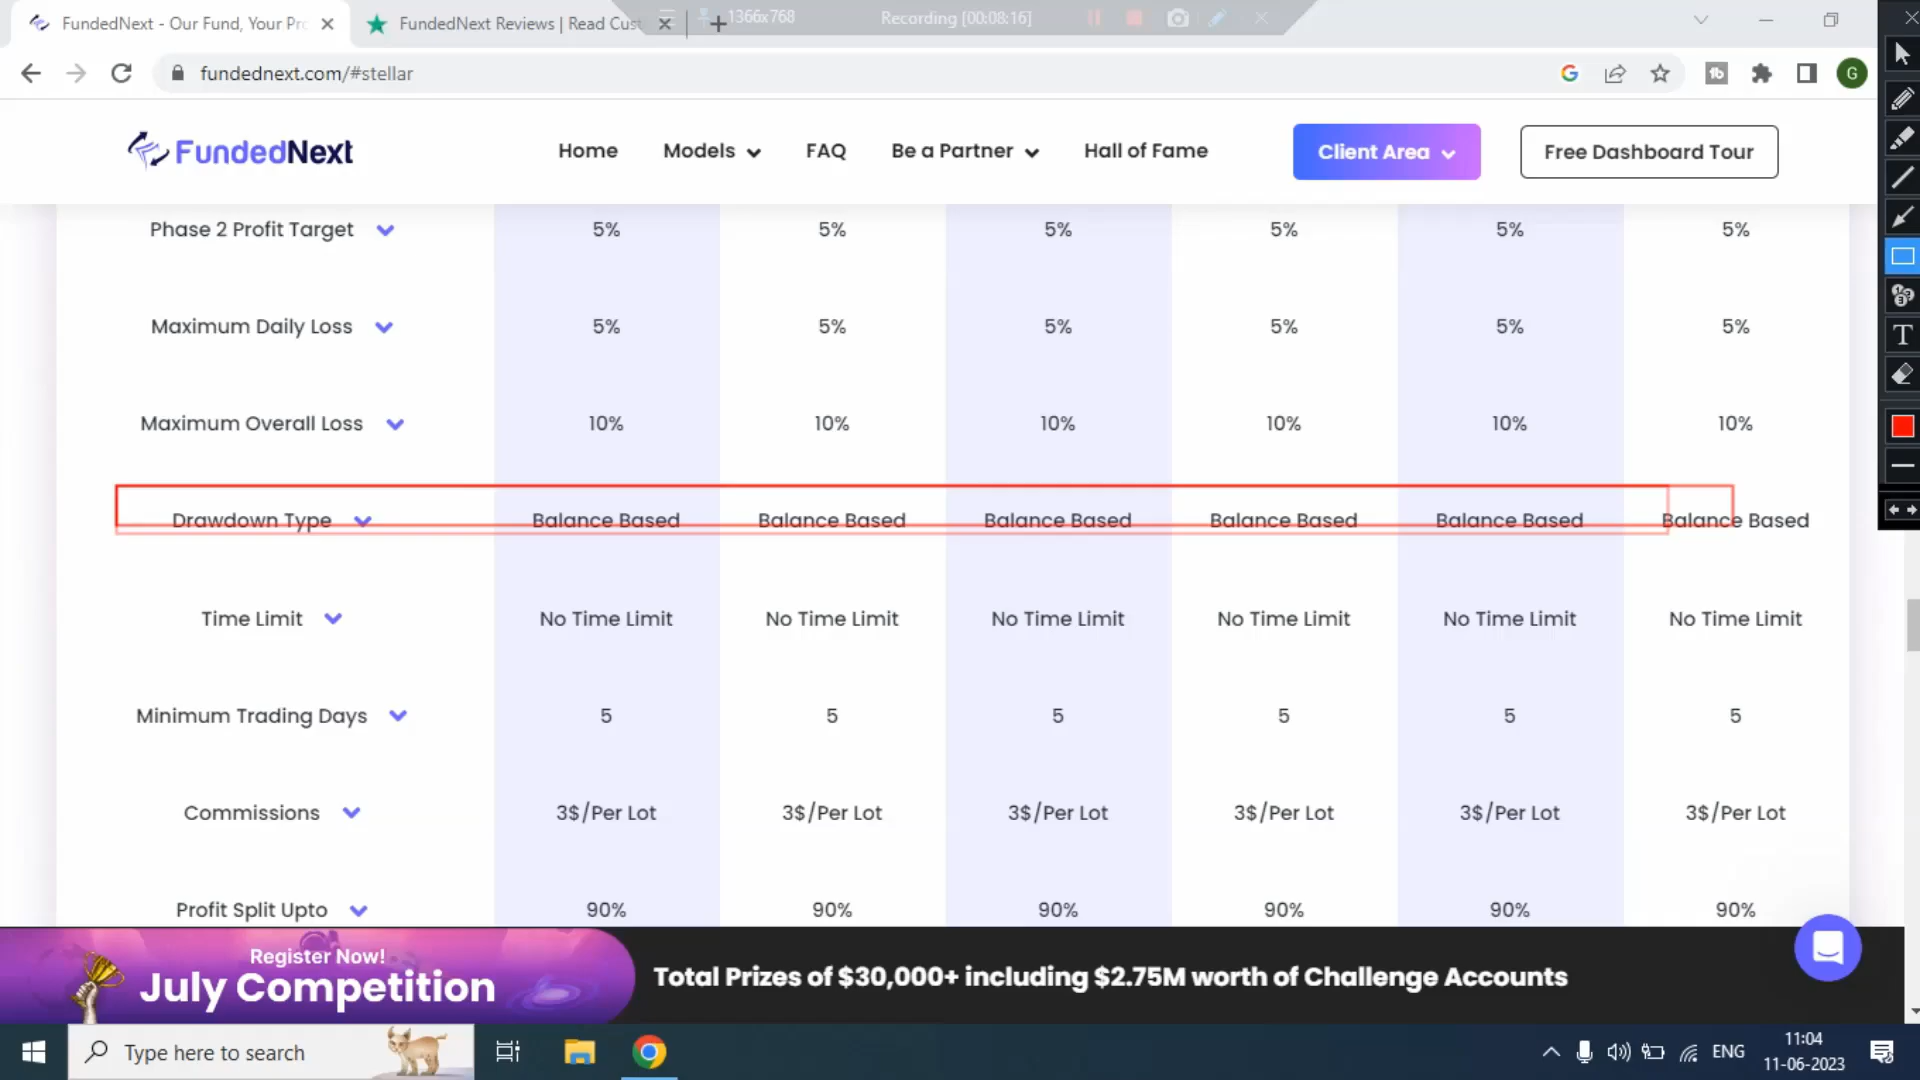 FundedNext - Our Fund, Your Pr
FundedNext Reviews | Read Cust
1366x768
Recording [00:08:16]
fundednext.com/#stellar
G
FundedNext
Home
Models
FAQ
Be a Partner
Hall of Fame
Client Area
Free Dashboard Tour
Phase 2 Profit Target 5% 5% 5% 5% 5% 5%
Maximum Daily Loss 5% 5% 5% 5% 5% 5%
Maximum Overall Loss 10% 10% 10% 10% 10% 10%
Drawdown Type Balance Based Balance Based Balance Based Balance Based Balance Based Balance Based
Time Limit No Time Limit No Time Limit No Time Limit No Time Limit No Time Limit No Time Limit
Minimum Trading Days 5 5 5 5 5 5
Commissions 3$/Per Lot 3$/Per Lot 3$/Per Lot 3$/Per Lot 3$/Per Lot 3$/Per Lot
Profit Split Upto 90% 90% 90% 90% 90% 90%
Register Now!
July Competition
Total Prizes of $30,000+ including $2.75M worth of Challenge Accounts
Type here to search
ENG
11:04
11-06-2023